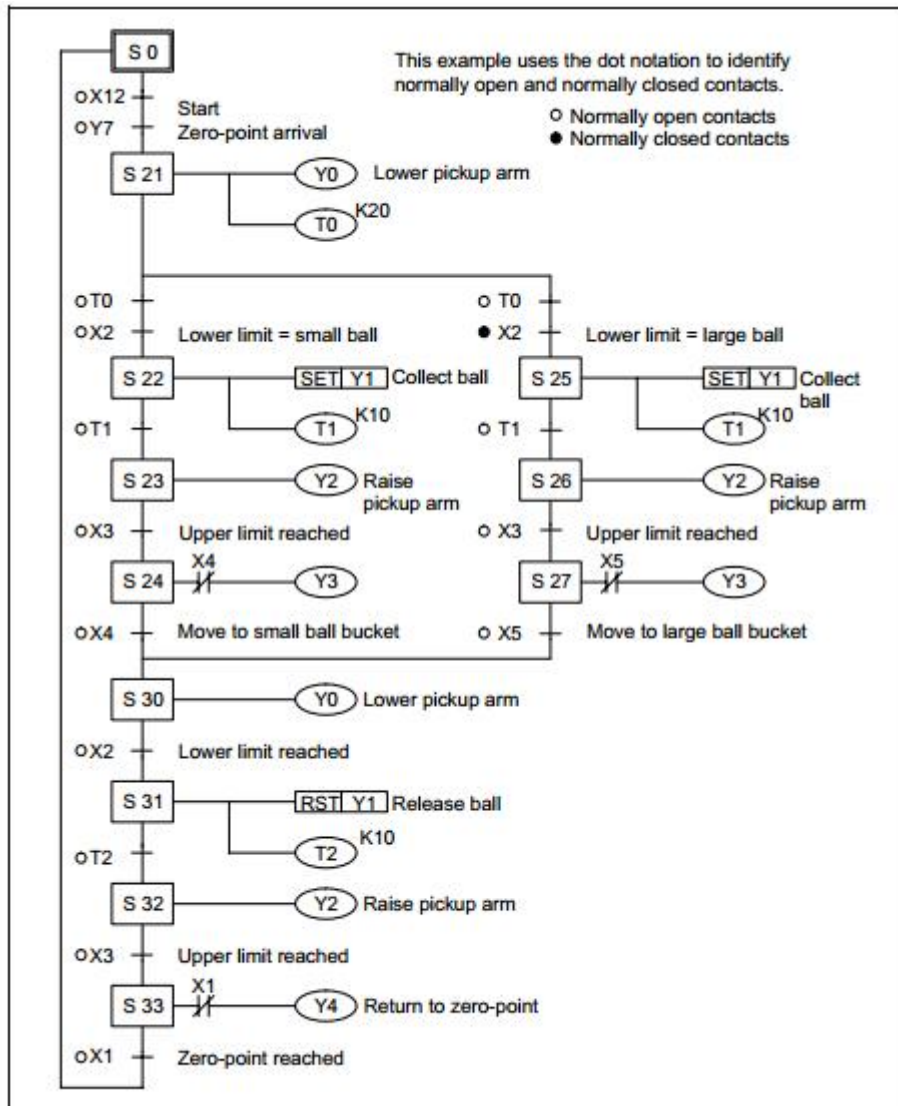 S 0
This example uses the dot notation to identify
normally open and normally closed contacts.
X12
Start
Normally open contacts
Y7
Zero-point arrival
Normally closed contacts
S 21
Y0
Lower pickup arm
T0
K20
T0
T0
X2
Lower limit = small ball
X2
Lower limit = large ball
S 22
SET Y1
Collect ball
S 25
SET Y1
Collect
ball
T1
K10
T1
K10
T1
T1
S 23
Y2
Raise
pickup arm
S 26
Y2
Raise
pickup arm
X3
Upper limit reached
X3
Upper limit reached
S 24
X4
Y3
S 27
X5
Y3
X4
Move to small ball bucket
X5
Move to large ball bucket
S 30
Y0
Lower pickup arm
X2
Lower limit reached
S 31
RST Y1
Release ball
T2
K10
T2
S 32
Y2
Raise pickup arm
X3
Upper limit reached
S 33
X1
Y4
Return to zero-point
X1
Zero-point reached